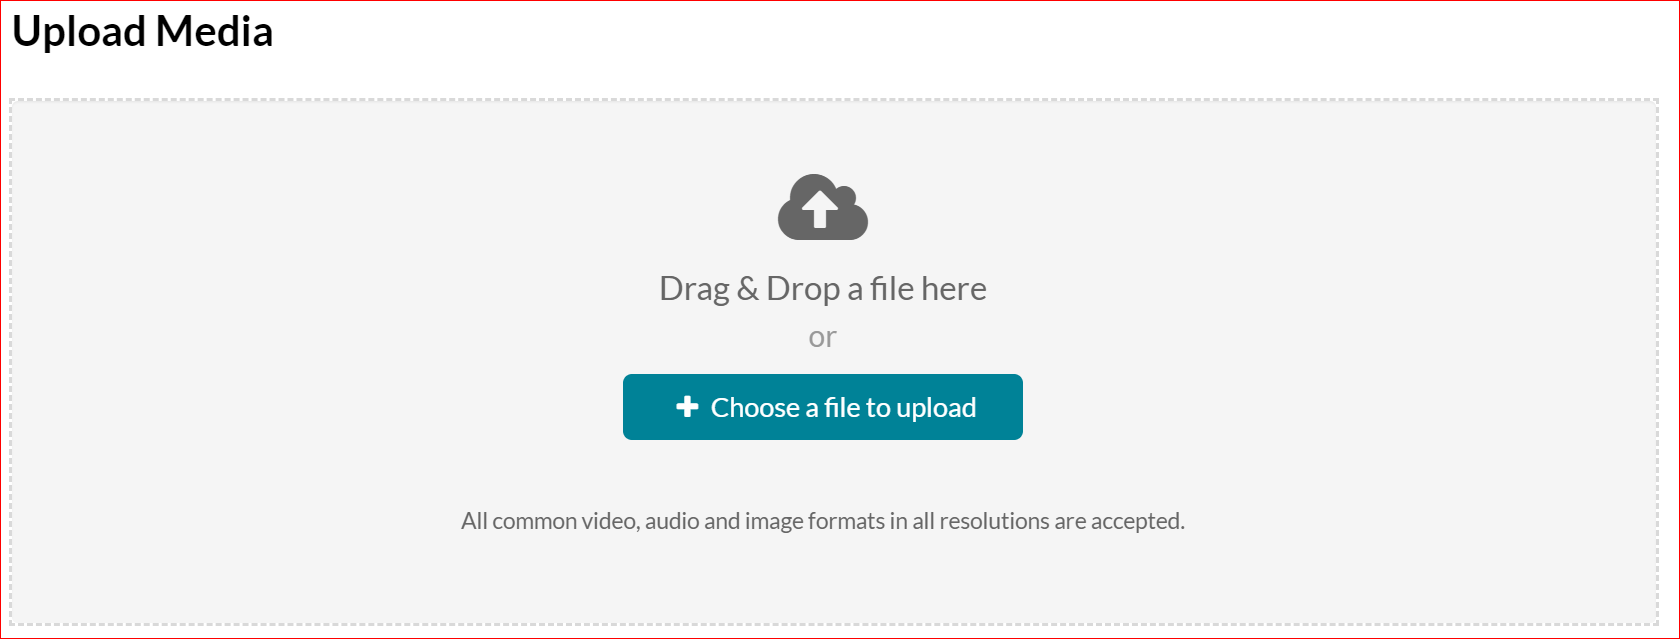 Upload Media
Drag & Drop a file here
or
Choose a file to upload
All common video, audio and image formats in all resolutions are accepted.